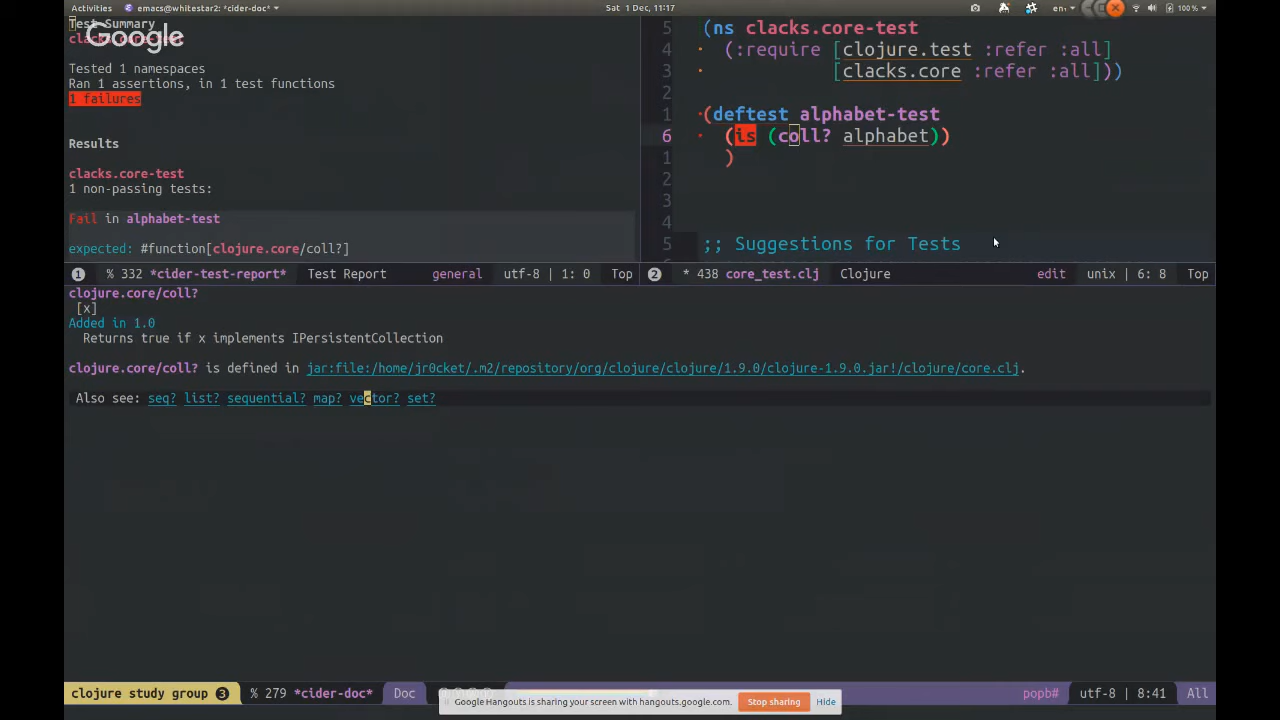 Activities emacs@whitestar2: *cider-doc* Sat 1 Dec, 11:17 en 100 %
Test Summary
Google
Tested 1 namespaces
Ran 1 assertions, in 1 test functions
1 failures
Results
clacks.core-test
1 non-passing tests:
Fail in alphabet-test
expected: #function[clojure.core/coll?]
1 % 332 *cider-test-report* Test Report general utf-8 | 1: 0 Top
5 (ns clacks.core-test
4 (:require [clojure.test :refer :all]
3 [clacks.core :refer :all]))
2
1 (deftest alphabet-test
6 (is (coll? alphabet))
1 )
2
3
4
5 ;; Suggestions for Tests
2 * 438 core_test.clj Clojure edit unix | 6: 8 Top
clojure.core/coll?
[x]
Added in 1.0
Returns true if x implements IPersistentCollection
clojure.core/coll? is defined in jar:file:/home/jr0cket/.m2/repository/org/clojure/clojure/1.9.0/clojure-1.9.0.jar!/clojure/core.clj.
Also see: seq? list? sequential? map? vector? set?
clojure study group 3 % 279 *cider-doc* Doc popb# utf-8 | 8:41 All
Google Hangouts is sharing your screen with hangouts.google.com. Stop sharing Hide